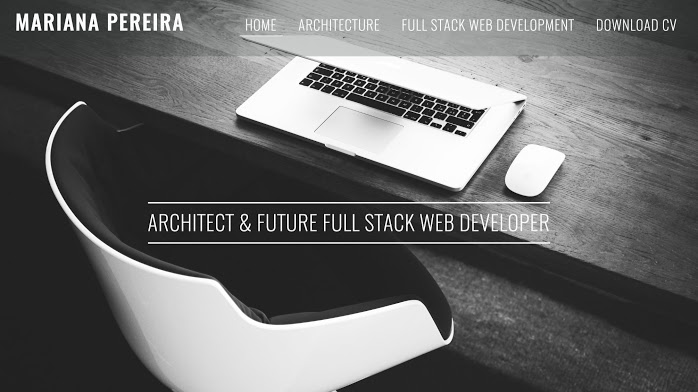 MARIANA PEREIRA
HOME ARCHITECTURE FULL STACK WEB DEVELOPMENT DOWNLOAD CV
ARCHITECT & FUTURE FULL STACK WEB DEVELOPER